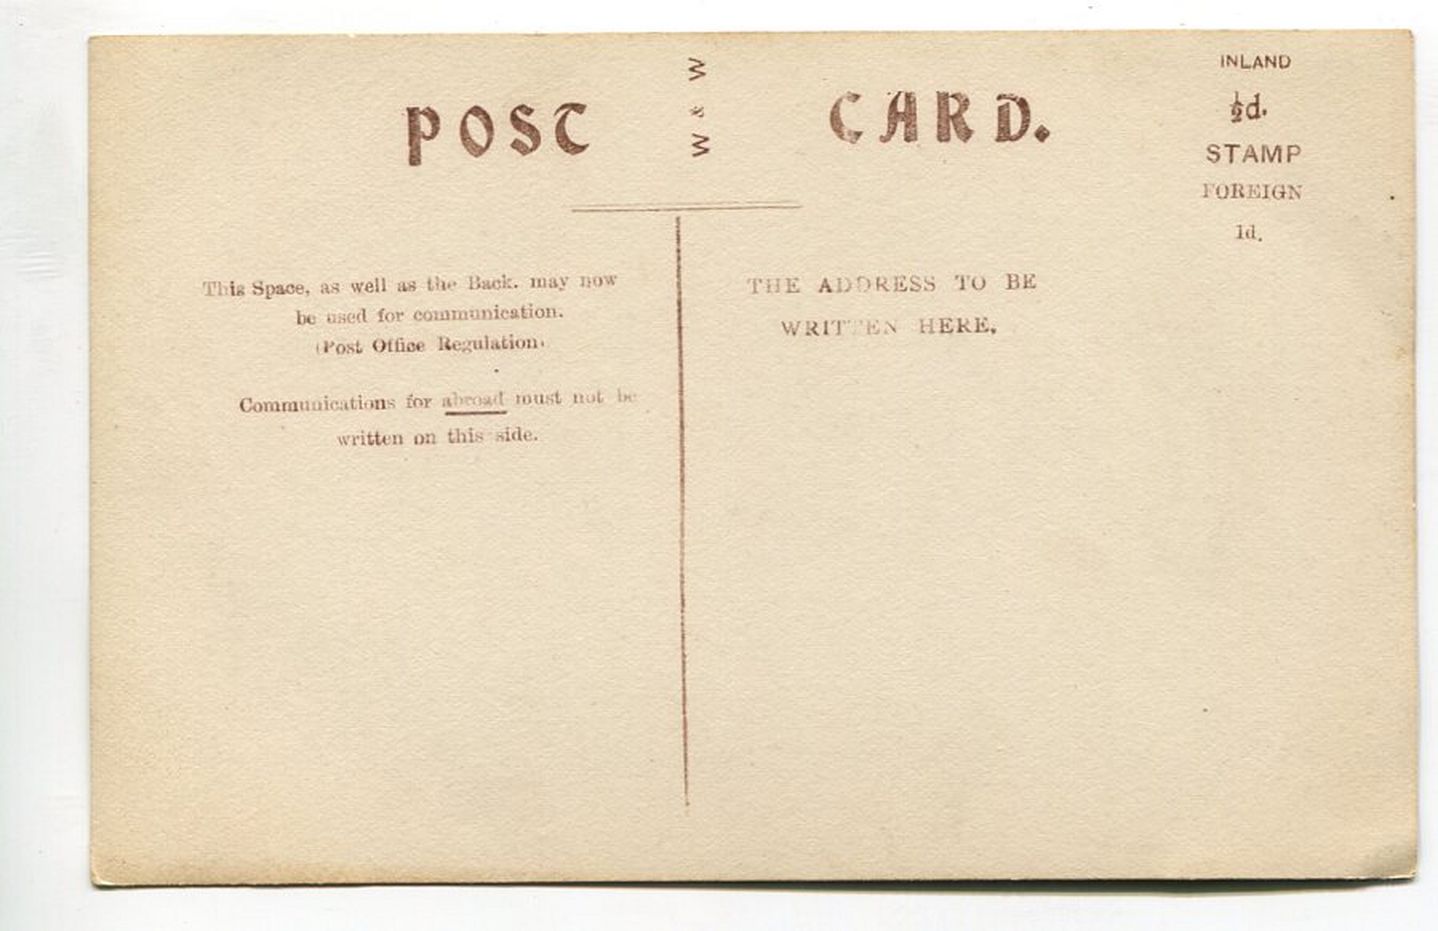 POST W & W CARD.
INLAND
½d.
STAMP
FOREIGN
1d.
This Space, as well as the Back. may now
be used for communication.
(Post Office Regulation)
Communications for abroad must not be
written on this side.
THE ADDRESS TO BE
WRITTEN HERE.